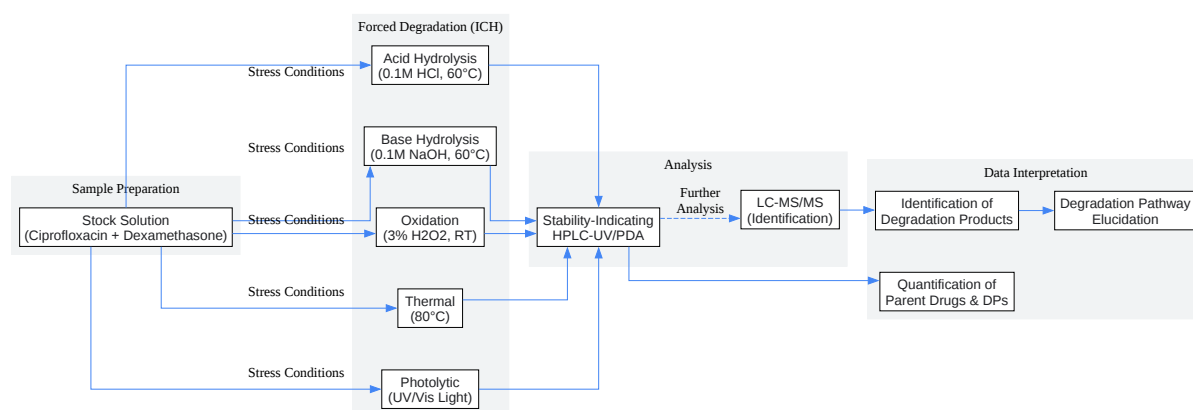 Forced Degradation (ICH)
Acid Hydrolysis
(0.1M HCl, 60°C)
Stress Conditions
Base Hydrolysis
(0.1M NaOH, 60°C)
Stress Conditions
Sample Preparation
Stock Solution
(Ciprofloxacin + Dexamethasone)
Stress Conditions
Oxidation
(3% H2O2, RT)
Stress Conditions
Thermal
(80°C)
Stress Conditions
Photolytic
(UV/Vis Light)
Analysis
Stability-Indicating
HPLC-UV/PDA
Further
Analysis
LC-MS/MS
(Identification)
Data Interpretation
Identification of
Degradation Products
Degradation Pathway
Elucidation
Quantification of
Parent Drugs & DPs